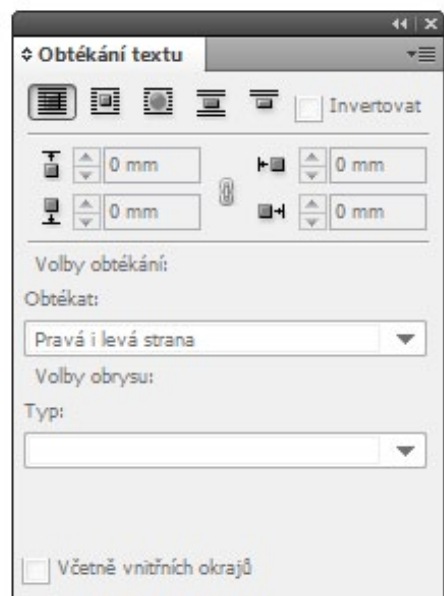 Obtékání textu
Invertovat
0 mm 0 mm
0 mm 0 mm
Volby obtékání:
Obtékat:
Pravá i levá strana
Volby obrysu:
Typ:
Včetně vnitřních okrajů